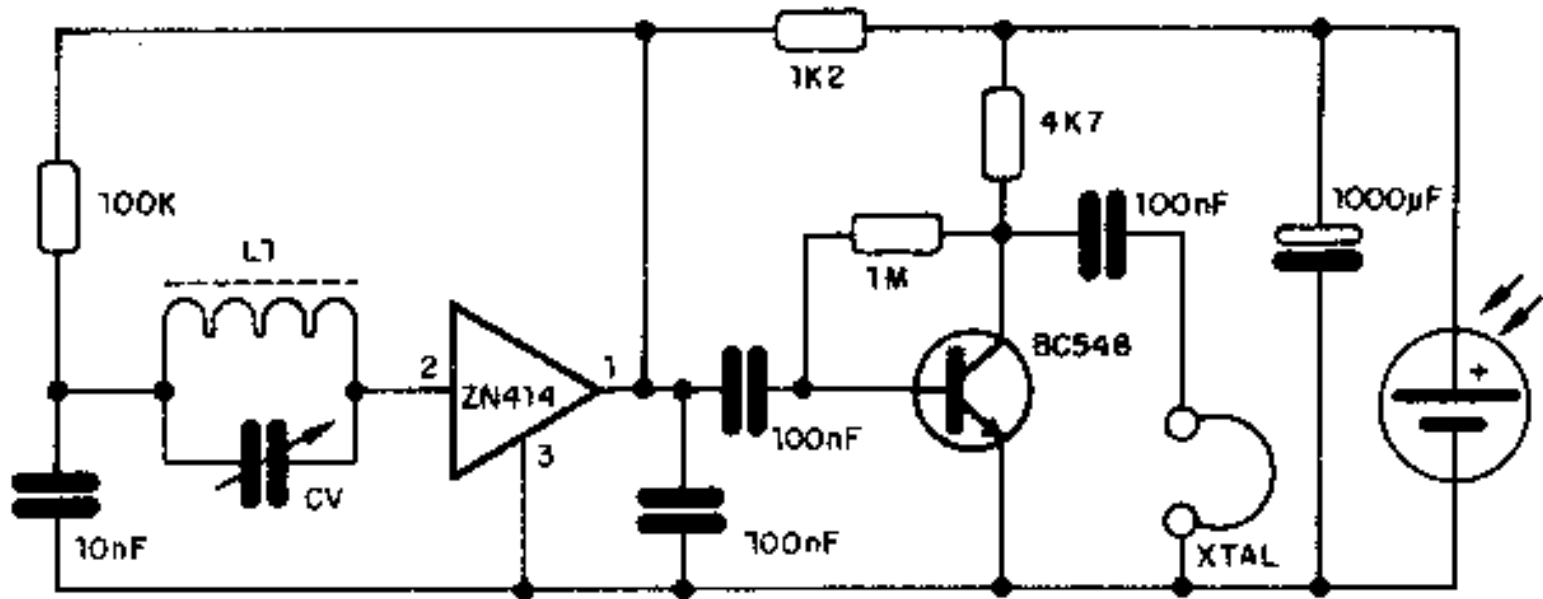 1K2
4K7
100K
100nF
1000µF
L1
1M
BC548
2
ZN414
1
+
3
100nF
CV
10nF
100nF
XTAL